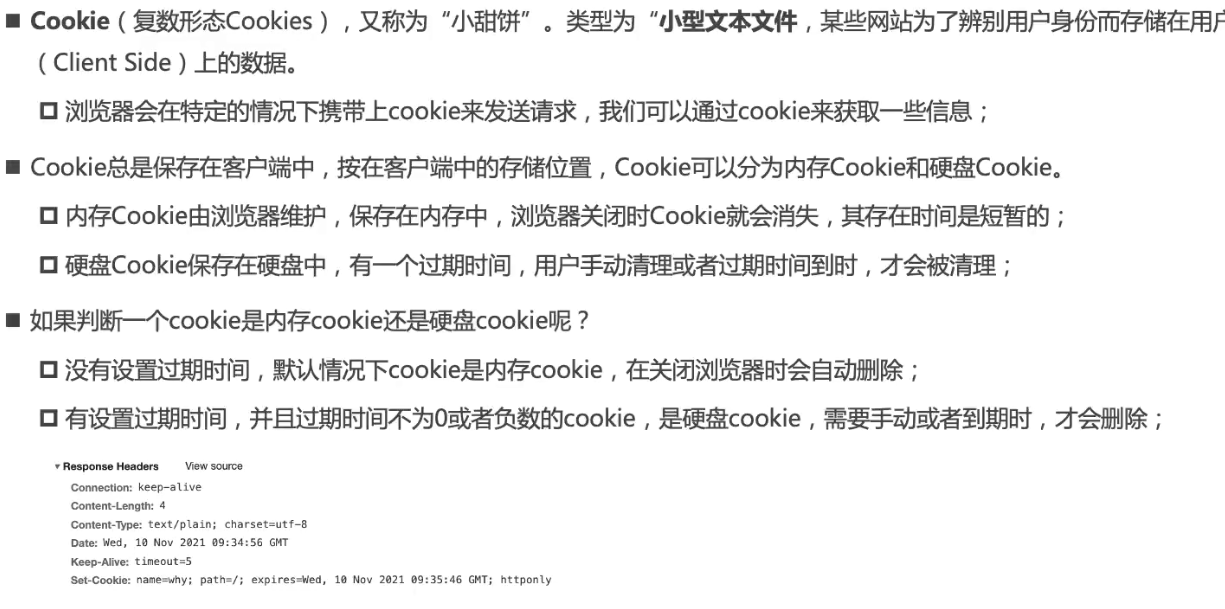 ■ Cookie（复数形态Cookies），又称为“小甜饼”。类型为“小型文本文件，某些网站为了辨别用户身份而存储在用户
（Client Side）上的数据。
浏览器会在特定的情况下携带上cookie来发送请求，我们可以通过cookie来获取一些信息；
■ Cookie总是保存在客户端中，按在客户端中的存储位置，Cookie可以分为内存Cookie和硬盘Cookie。
内存Cookie由浏览器维护，保存在内存中，浏览器关闭时Cookie就会消失，其存在时间是短暂的；
硬盘Cookie保存在硬盘中，有一个过期时间，用户手动清理或者过期时间到时，才会被清理；
■ 如果判断一个cookie是内存cookie还是硬盘cookie呢？
没有设置过期时间，默认情况下cookie是内存cookie，在关闭浏览器时会自动删除；
有设置过期时间，并且过期时间不为0或者负数的cookie，是硬盘cookie，需要手动或者到期时，才会删除；
▼ Response Headers View source
Connection: keep-alive
Content-Length: 4
Content-Type: text/plain; charset=utf-8
Date: Wed, 10 Nov 2021 09:34:56 GMT
Keep-Alive: timeout=5
Set-Cookie: name=why; path=/; expires=Wed, 10 Nov 2021 09:35:46 GMT; httponly